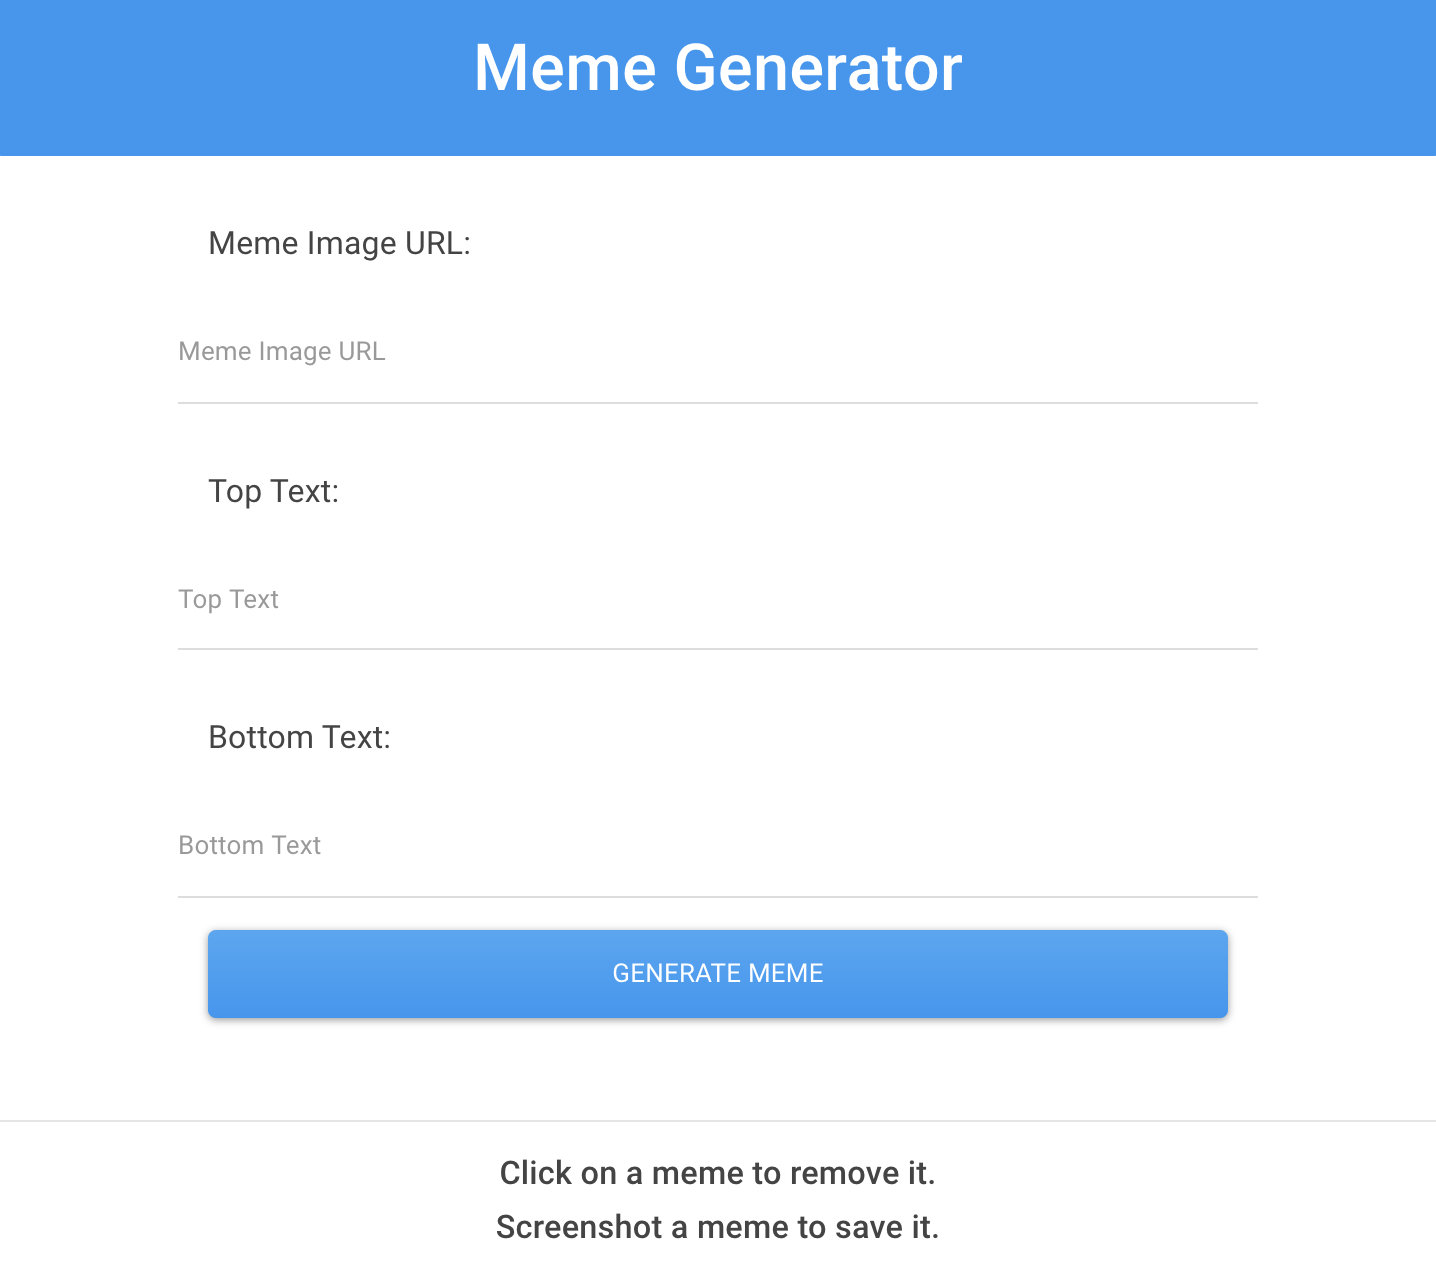 Meme Generator
Meme Image URL:
Meme Image URL
Top Text:
Top Text
Bottom Text:
Bottom Text
GENERATE MEME
Click on a meme to remove it.
Screenshot a meme to save it.